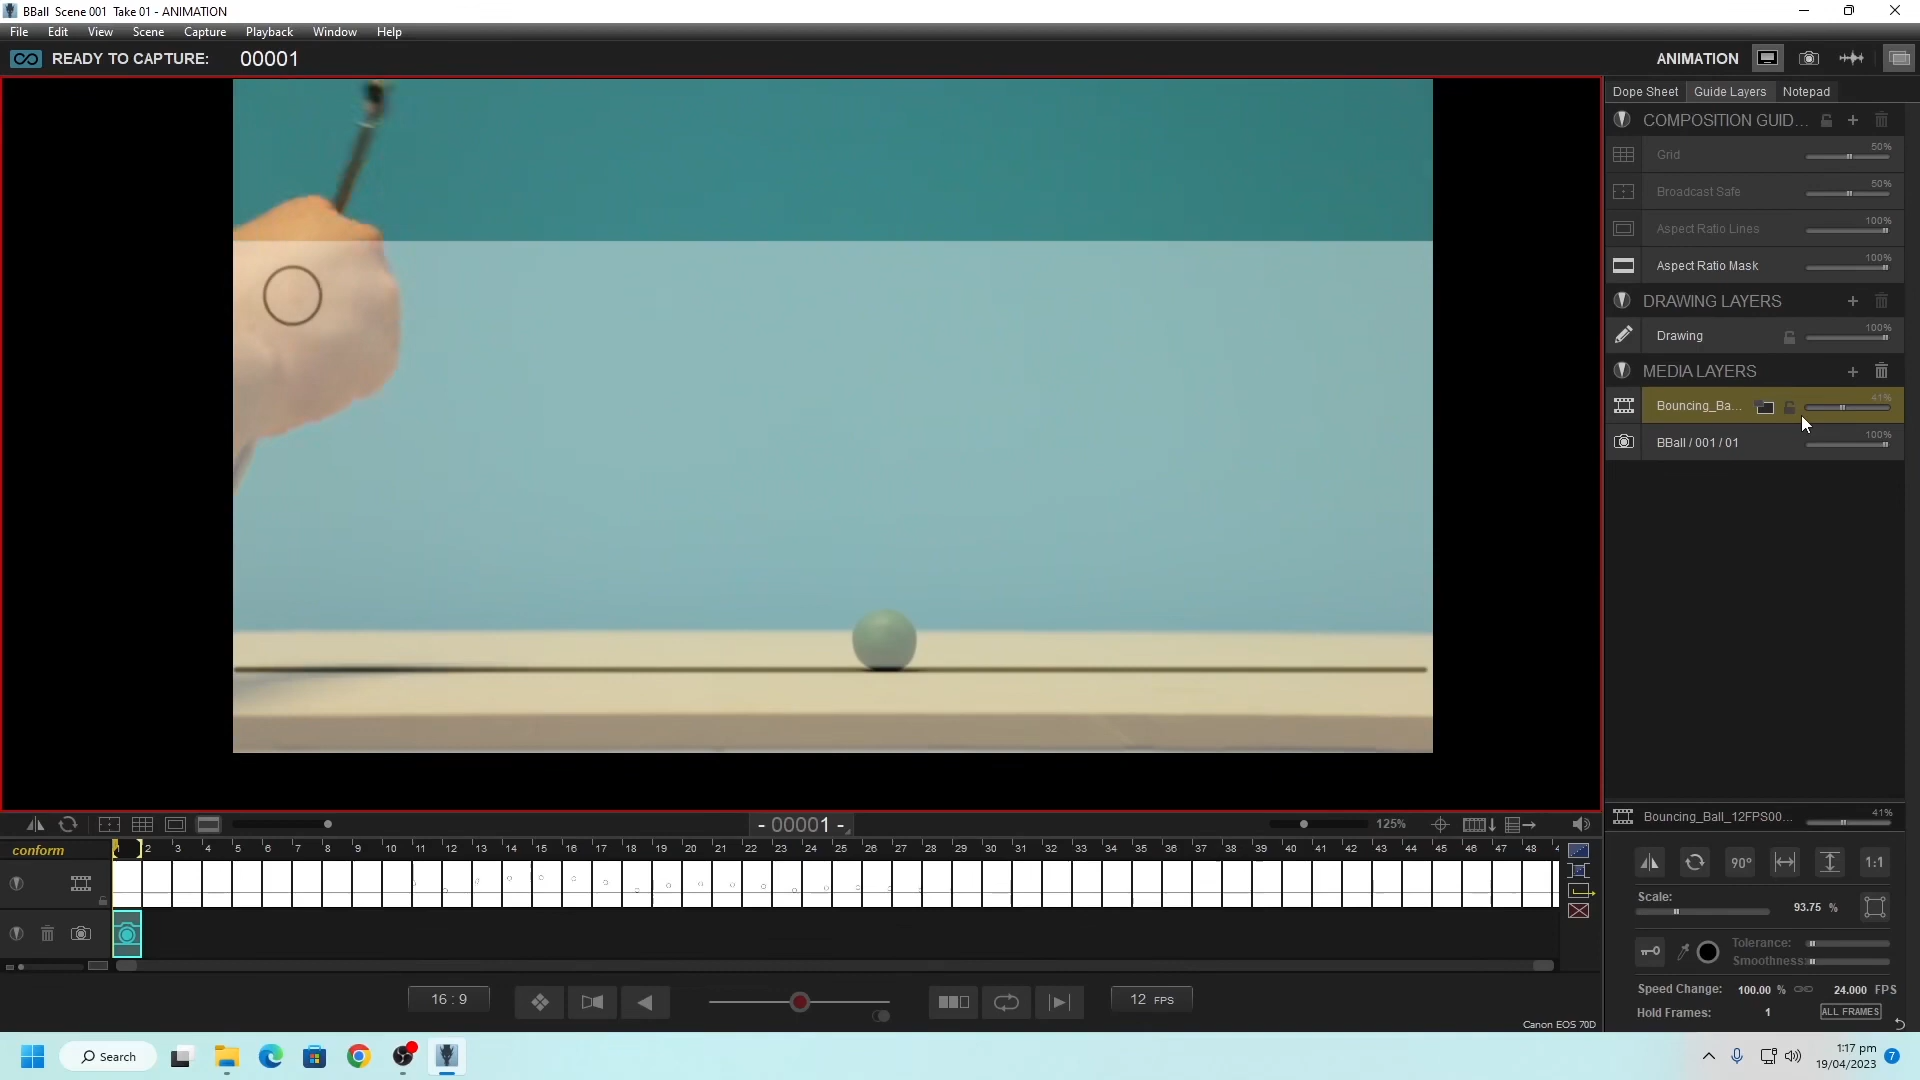 BBall Scene 001 Take 01 - ANIMATION
File Edit View Scene Capture Playback Window Help
READY TO CAPTURE: 00001
ANIMATION
Dope Sheet Guide Layers Notepad
COMPOSITION GUID...
Grid 50%
Broadcast Safe 50%
Aspect Ratio Lines 100%
Aspect Ratio Mask 100%
DRAWING LAYERS
Drawing 100%
MEDIA LAYERS
Bouncing_Ba... 41%
BBall / 001 / 01 100%
- 00001 -
125%
Bouncing_Ball_12FPS00... 41%
conform
1 2 3 4 5 6 7 8 9 10 11 12 13 14 15 16 17 18 19 20 21 22 23 24 25 26 27 28 29 30 31 32 33 34 35 36 37 38 39 40 41 42 43 44 45 46 47 48
90° 1:1
Scale: 93.75 %
Tolerance:
Smoothness:
Speed Change: 100.00 % 24.000 FPS
Hold Frames: 1 ALL FRAMES
16 : 9
12 FPS
Canon EOS 70D
Search
1:17 pm
19/04/2023
7